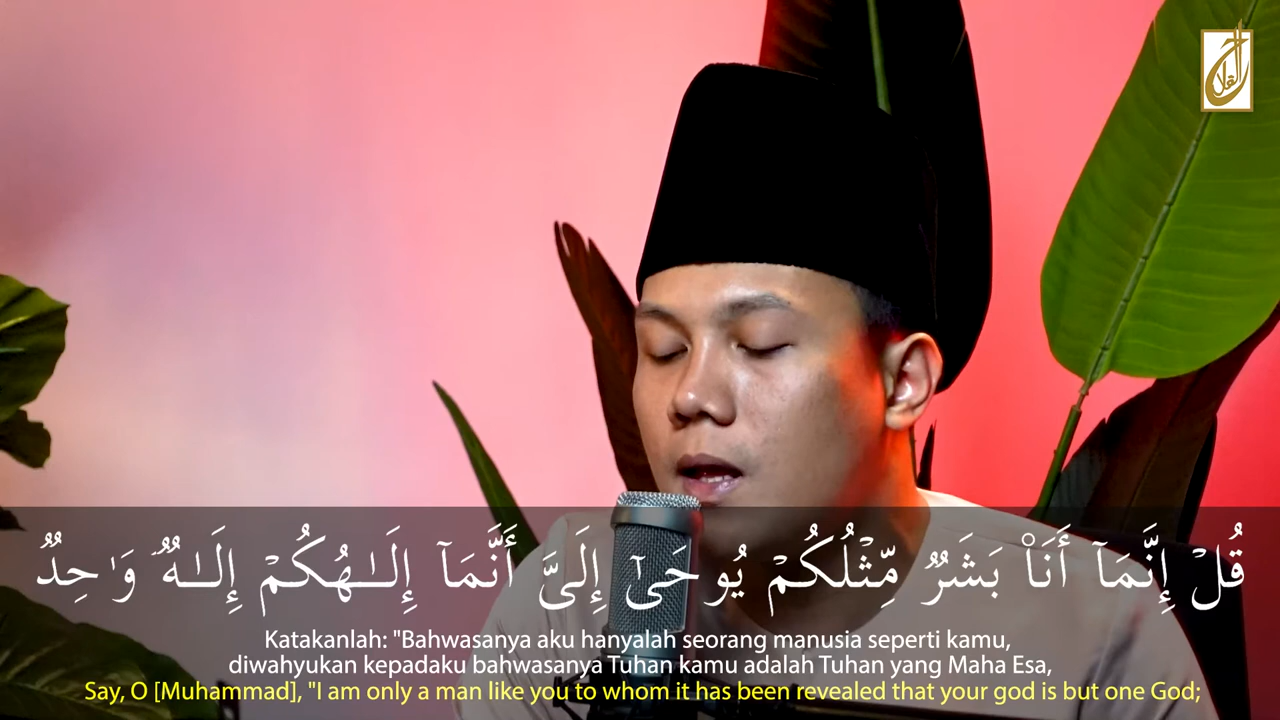 قُلْ إِنَّمَآ أَنَا۠ بَشَرٌ مِّثْلُكُمْ يُوحَىٰٓ إِلَىَّ أَنَّمَآ إِلَـٰهُكُمْ إِلَـٰهٌ وَٰحِدٌ
Katakanlah: "Bahwasanya aku hanyalah seorang manusia seperti kamu,
diwahyukan kepadaku bahwasanya Tuhan kamu adalah Tuhan yang Maha Esa,
Say, O [Muhammad], "I am only a man like you to whom it has been revealed that your god is but one God;